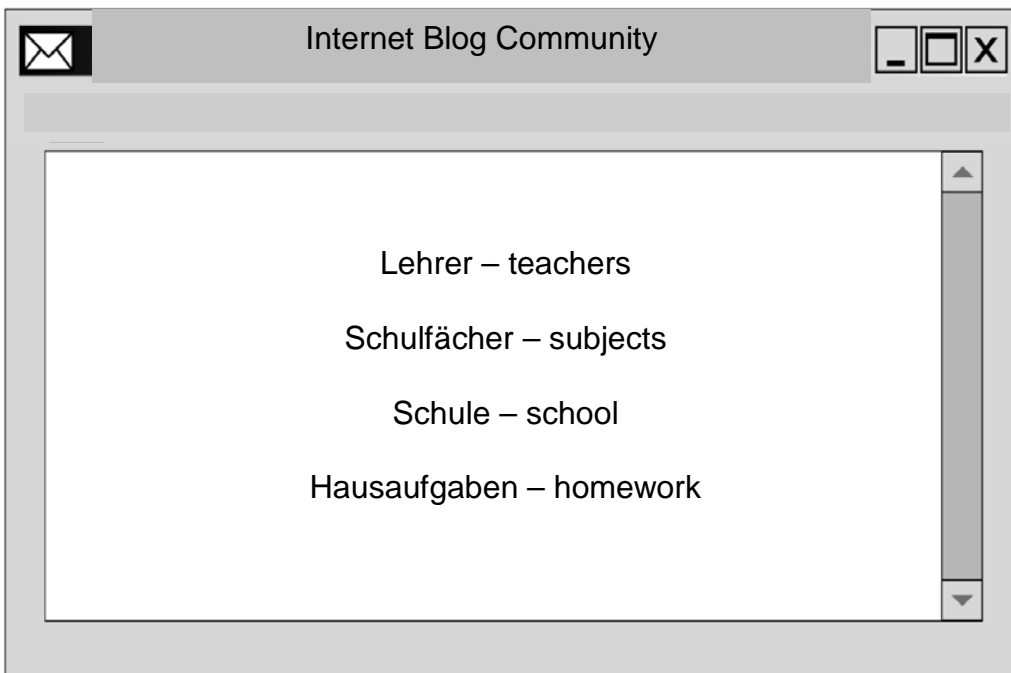 Internet Blog Community
X
Lehrer – teachers
Schulfächer – subjects
Schule – school
Hausaufgaben – homework